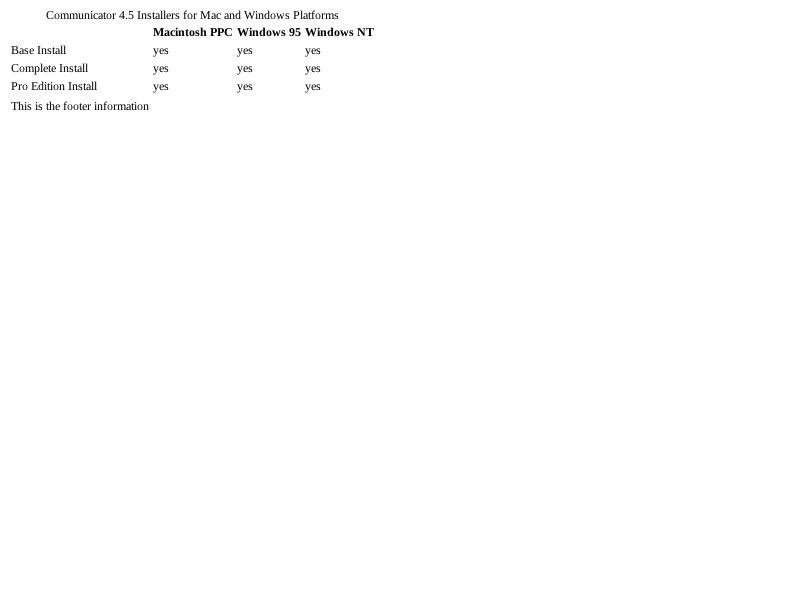 Communicator 4.5 Installers for Mac and Windows Platforms
Macintosh PPC Windows 95 Windows NT
Base Install yes yes yes
Complete Install yes yes yes
Pro Edition Install yes yes yes
This is the footer information